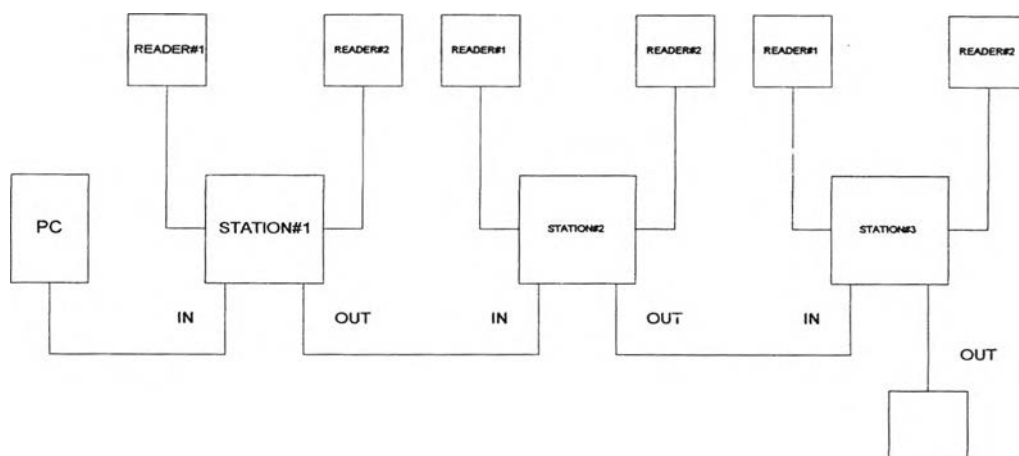 READER#1
READER#2
READER#1
READER#2
READER#1
READER#2
PC
STATION#1
STATION#2
STATION#3
IN
OUT
IN
OUT
IN
OUT